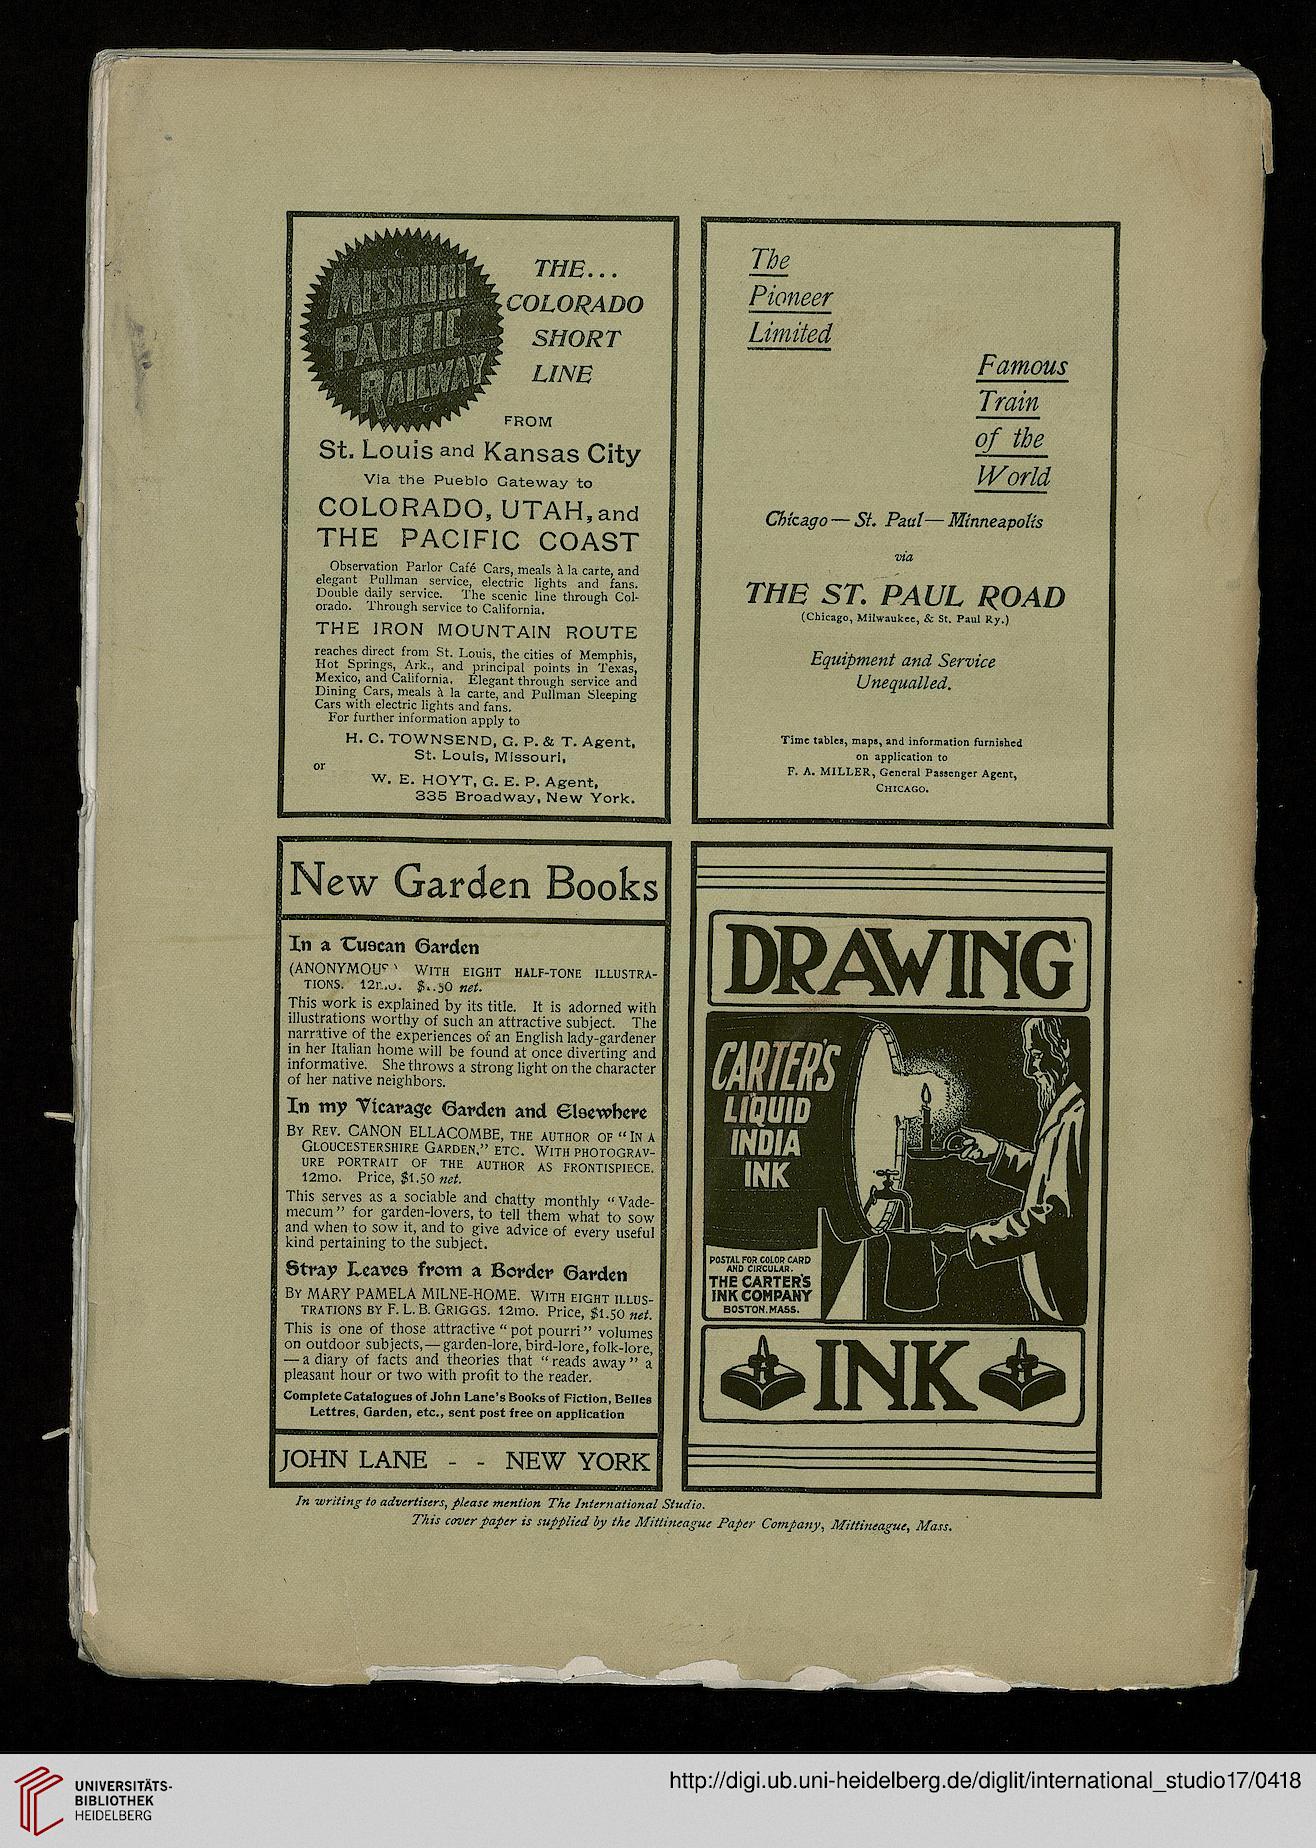 MISSOURI
PACIFIC
RAILWAY
THE...
COLORADO
SHORT
LINE
FROM
St. Louis and Kansas City
Via the Pueblo Gateway to
COLORADO, UTAH, and
THE PACIFIC COAST
Observation Parlor Café Cars, meals à la carte, and
elegant Pullman service, electric lights and fans.
Double daily service. The scenic line through Col-
orado. Through service to California.
THE IRON MOUNTAIN ROUTE
reaches direct from St. Louis, the cities of Memphis,
Hot Springs, Ark., and principal points in Texas,
Mexico, and California. Elegant through service and
Dining Cars, meals à la carte, and Pullman Sleeping
Cars with electric lights and fans.
For further information apply to
H. C. TOWNSEND, G. P. & T. Agent,
St. Louis, Missouri,
or
W. E. HOYT, G. E. P. Agent,
335 Broadway, New York.
The
Pioneer
Limited
Famous
Train
of the
World
Chicago — St. Paul — Minneapolis
via
THE ST. PAUL ROAD
(Chicago, Milwaukee, & St. Paul Ry.)
Equipment and Service
Unequalled.
Time tables, maps, and information furnished
on application to
F. A. MILLER, General Passenger Agent,
CHICAGO.
New Garden Books
In a Tuscan Garden
(ANONYMOUS) WITH EIGHT HALF-TONE ILLUSTRA-
TIONS. 12mo. $1.50 net.
This work is explained by its title. It is adorned with
illustrations worthy of such an attractive subject. The
narrative of the experiences of an English lady-gardener
in her Italian home will be found at once diverting and
informative. She throws a strong light on the character
of her native neighbors.
In my Vicarage Garden and Elsewhere
BY REV. CANON ELLACOMBE, THE AUTHOR OF "IN A
GLOUCESTERSHIRE GARDEN," ETC. WITH PHOTOGRAV-
URE PORTRAIT OF THE AUTHOR AS FRONTISPIECE.
12mo. Price, $1.50 net.
This serves as a sociable and chatty monthly "Vade-
mecum" for garden-lovers, to tell them what to sow
and when to sow it, and to give advice of every useful
kind pertaining to the subject.
Stray Leaves from a Border Garden
BY MARY PAMELA MILNE-HOME. WITH EIGHT ILLUS-
TRATIONS BY F. L. B. GRIGGS. 12mo. Price, $1.50 net.
This is one of those attractive "pot pourri" volumes
on outdoor subjects,—garden-lore, bird-lore, folk-lore,
—a diary of facts and theories that "reads away" a
pleasant hour or two with profit to the reader.
Complete Catalogues of John Lane's Books of Fiction, Belles
Lettres, Garden, etc., sent post free on application
JOHN LANE - - NEW YORK
DRAWING
CARTER'S
LIQUID
INDIA
INK
POSTAL FOR COLOR CARD
AND CIRCULAR.
THE CARTER'S
INK COMPANY
BOSTON. MASS.
INK
In writing to advertisers, please mention The International Studio.
This cover paper is supplied by the Mittineague Paper Company, Mittineague, Mass.
UNIVERSITÄTS-
BIBLIOTHEK
HEIDELBERG
http://digi.ub.uni-heidelberg.de/diglit/international_studio17/0418